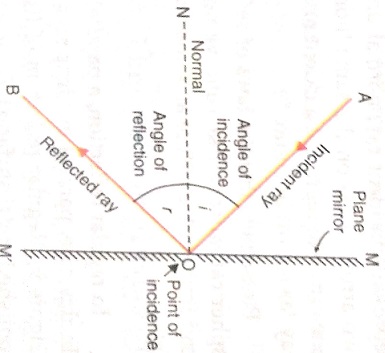 A
Incident ray
Plane
mirror
M
Angle of
incidence
i
N
Normal
O
Point of
incidence
r
Angle of
reflection
Reflected ray
B
M'